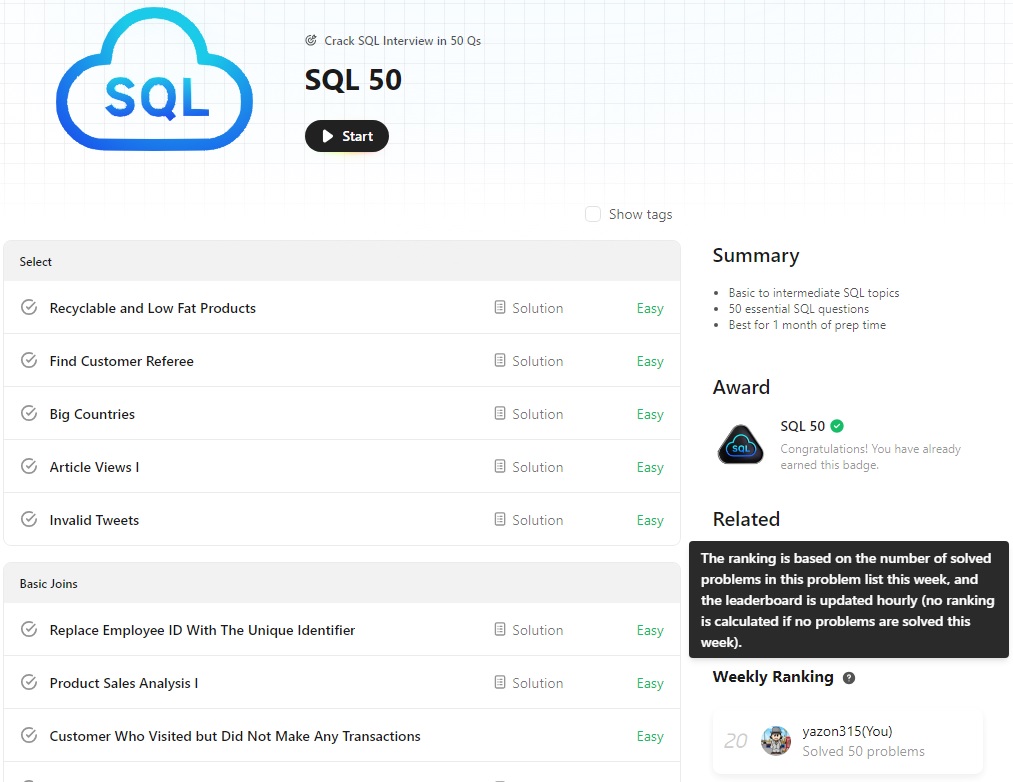 SQL
Crack SQL Interview in 50 Qs
SQL 50
Start
Show tags
Select
Recyclable and Low Fat Products Solution Easy
Find Customer Referee Solution Easy
Big Countries Solution Easy
Article Views I Solution Easy
Invalid Tweets Solution Easy
Basic Joins
Replace Employee ID With The Unique Identifier Solution Easy
Product Sales Analysis I Solution Easy
Customer Who Visited but Did Not Make Any Transactions Easy
Summary
Basic to intermediate SQL topics
50 essential SQL questions
Best for 1 month of prep time
Award
SQL
SQL 50
Congratulations! You have already
earned this badge.
Related
The ranking is based on the number of solved
problems in this problem list this week, and
the leaderboard is updated hourly (no ranking
is calculated if no problems are solved this
week).
Weekly Ranking ?
20
yazon315(You)
Solved 50 problems